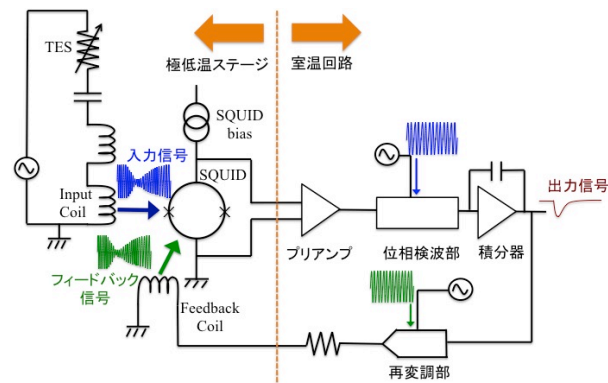 TES
極低温ステージ
室温回路
SQUID
bias
入力信号
SQUID
Input
Coil
出力信号
プリアンプ
位相検波部
積分器
フィードバック
信号
Feedback
Coil
再変調部